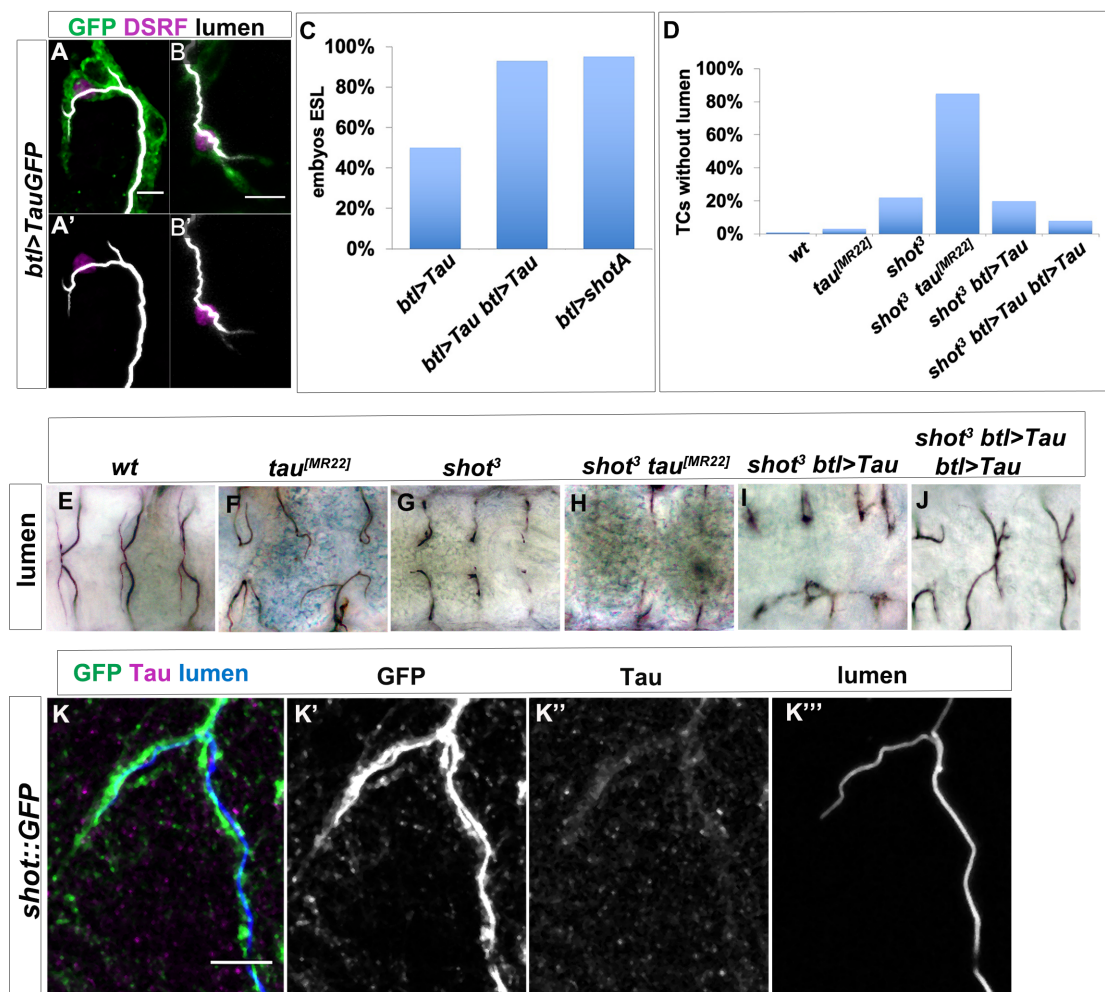 GFP DSRF lumen
btl>TauGFP
A
B
A’
B’
C
embyos ESL
100%
80%
60%
40%
20%
0%
btl>Tau
btl>Tau btl>Tau
btl>shotA
D
TCs without lumen
100%
80%
60%
40%
20%
0%
wt
tau[MR22]
shot3
shot3 tau[MR22]
shot3 btl>Tau
shot3 btl>Tau btl>Tau
wt
tau[MR22]
shot3
shot3 tau[MR22]
shot3 btl>Tau
shot3 btl>Tau
btl>Tau
lumen
E
F
G
H
I
J
GFP Tau lumen
GFP
Tau
lumen
shot::GFP
K
K’
K’’
K’’’